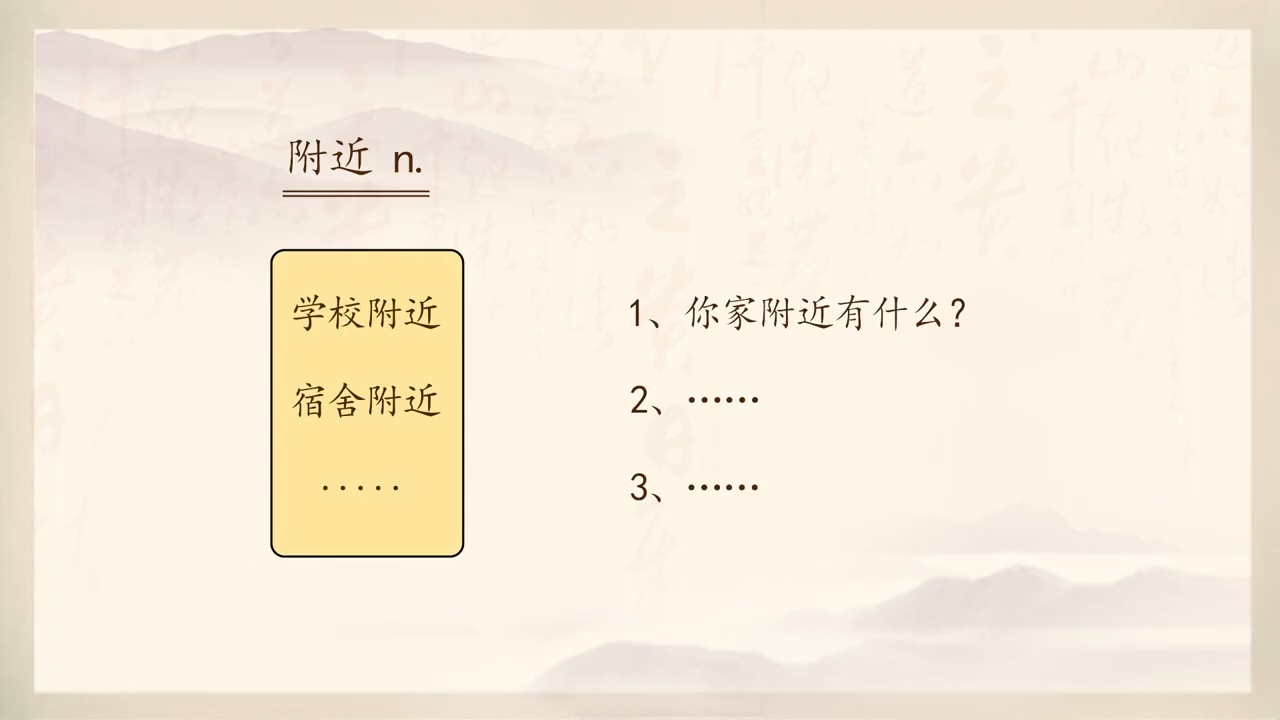 附近 n.
学校附近
宿舍附近
·····
1、你家附近有什么？
2、……
3、……